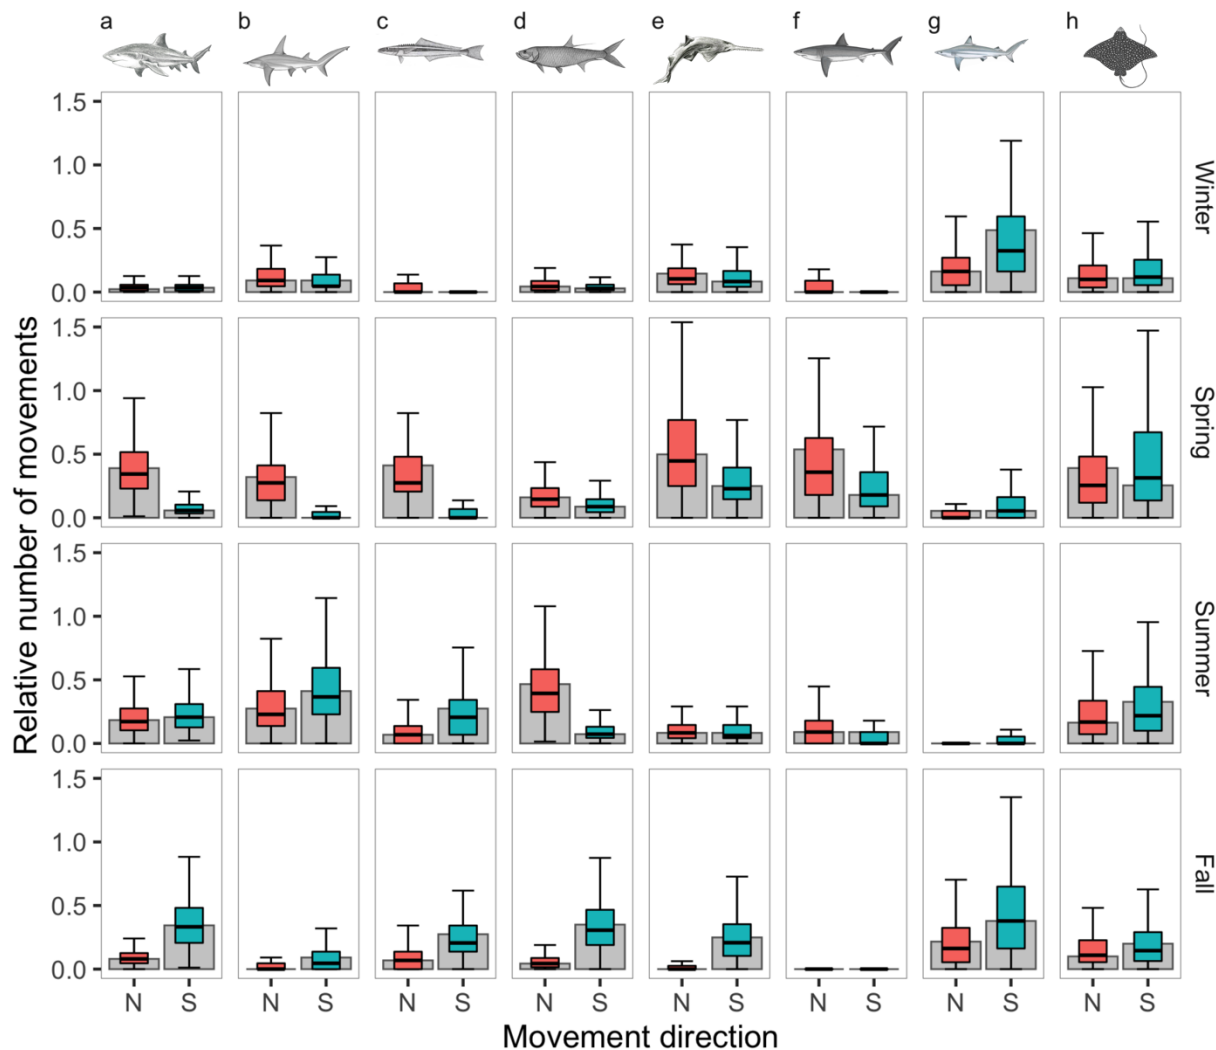 a b c d e f g h
1.5
1.0
0.5
0.0
Winter
1.5
1.0
0.5
0.0
Spring
1.5
1.0
0.5
0.0
Summer
1.5
1.0
0.5
0.0
Fall
Relative number of movements
N S N S N S N S N S N S N S N S
Movement direction